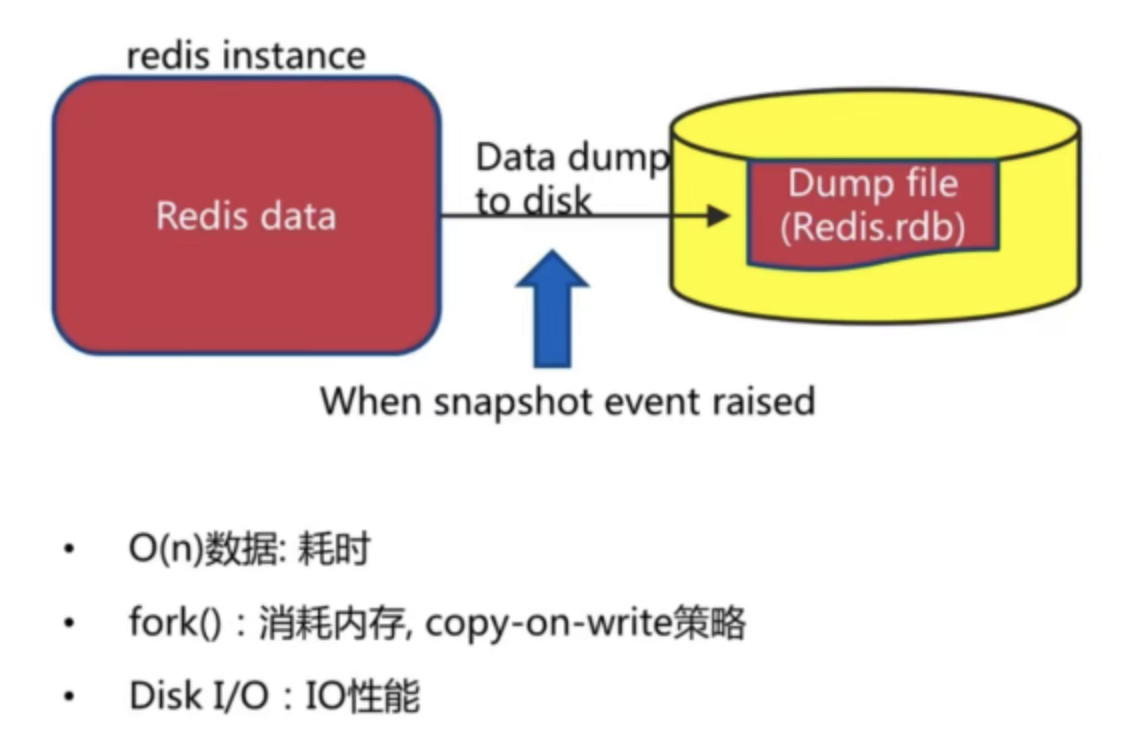 redis instance
Redis data
Data dump
to disk
Dump file
(Redis.rdb)
When snapshot event raised
• O(n)数据: 耗时
• fork()：消耗内存, copy-on-write策略
• Disk I/O：IO性能